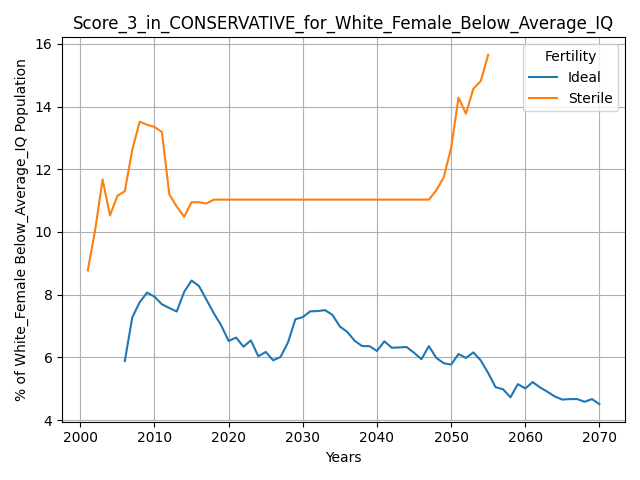 Score_3_in_CONSERVATIVE_for_White_Female_Below_Average_IQ
% of White_Female Below_Average_IQ Population
16
14
12
10
8
6
4
Fertility
Ideal
Sterile
2000 2010 2020 2030 2040 2050 2060 2070
Years